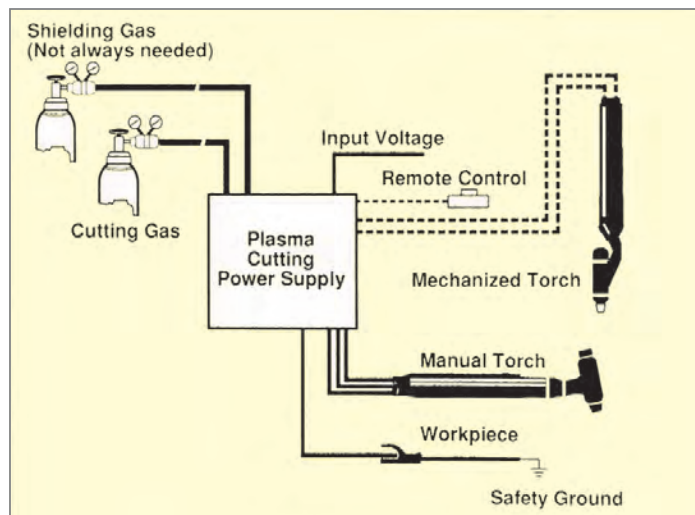 Shielding Gas
(Not always needed)
Input Voltage
Remote Control
Cutting Gas
Plasma
Cutting
Power Supply
Mechanized Torch
Manual Torch
Workpiece
Safety Ground